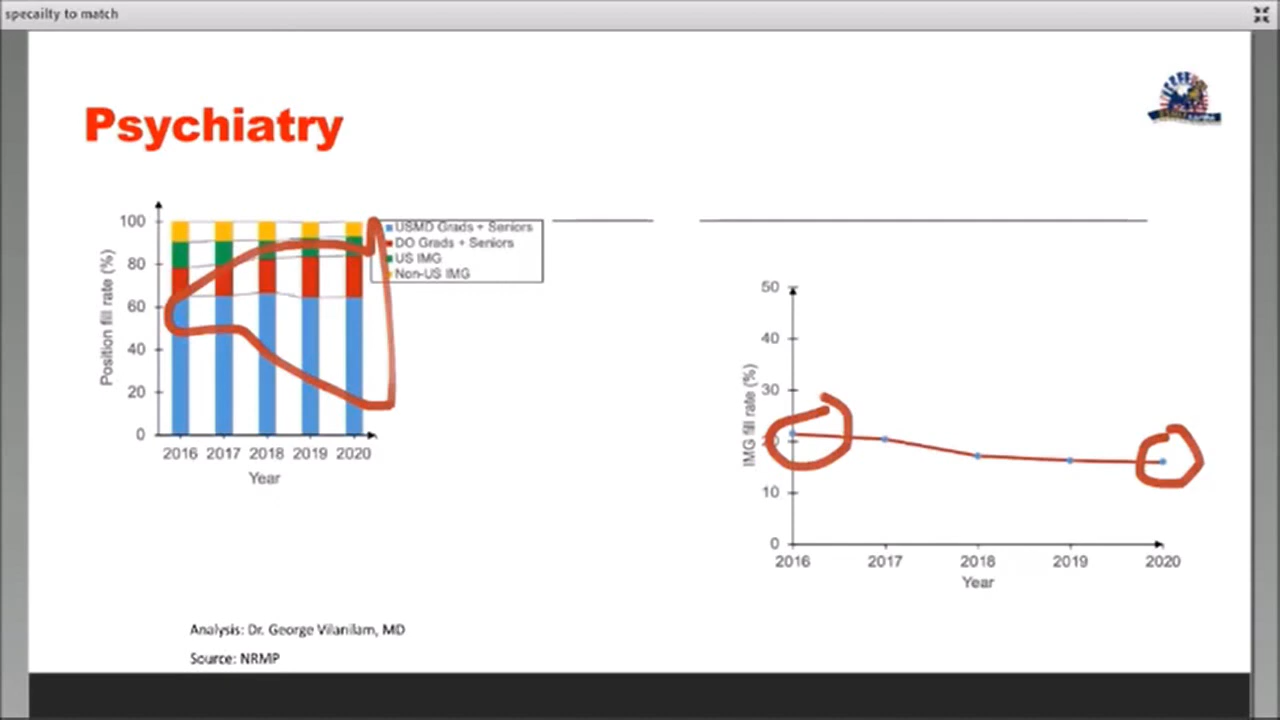 specailty to match
Psychiatry
100
80
60
40
20
0
Position fill rate (%)
2016 2017 2018 2019 2020
Year
USMD Grads + Seniors
DO Grads + Seniors
US IMG
Non-US IMG
50
40
30
20
10
0
IMG fill rate (%)
2016 2017 2018 2019 2020
Year
Analysis: Dr. George Vilanilam, MD
Source: NRMP